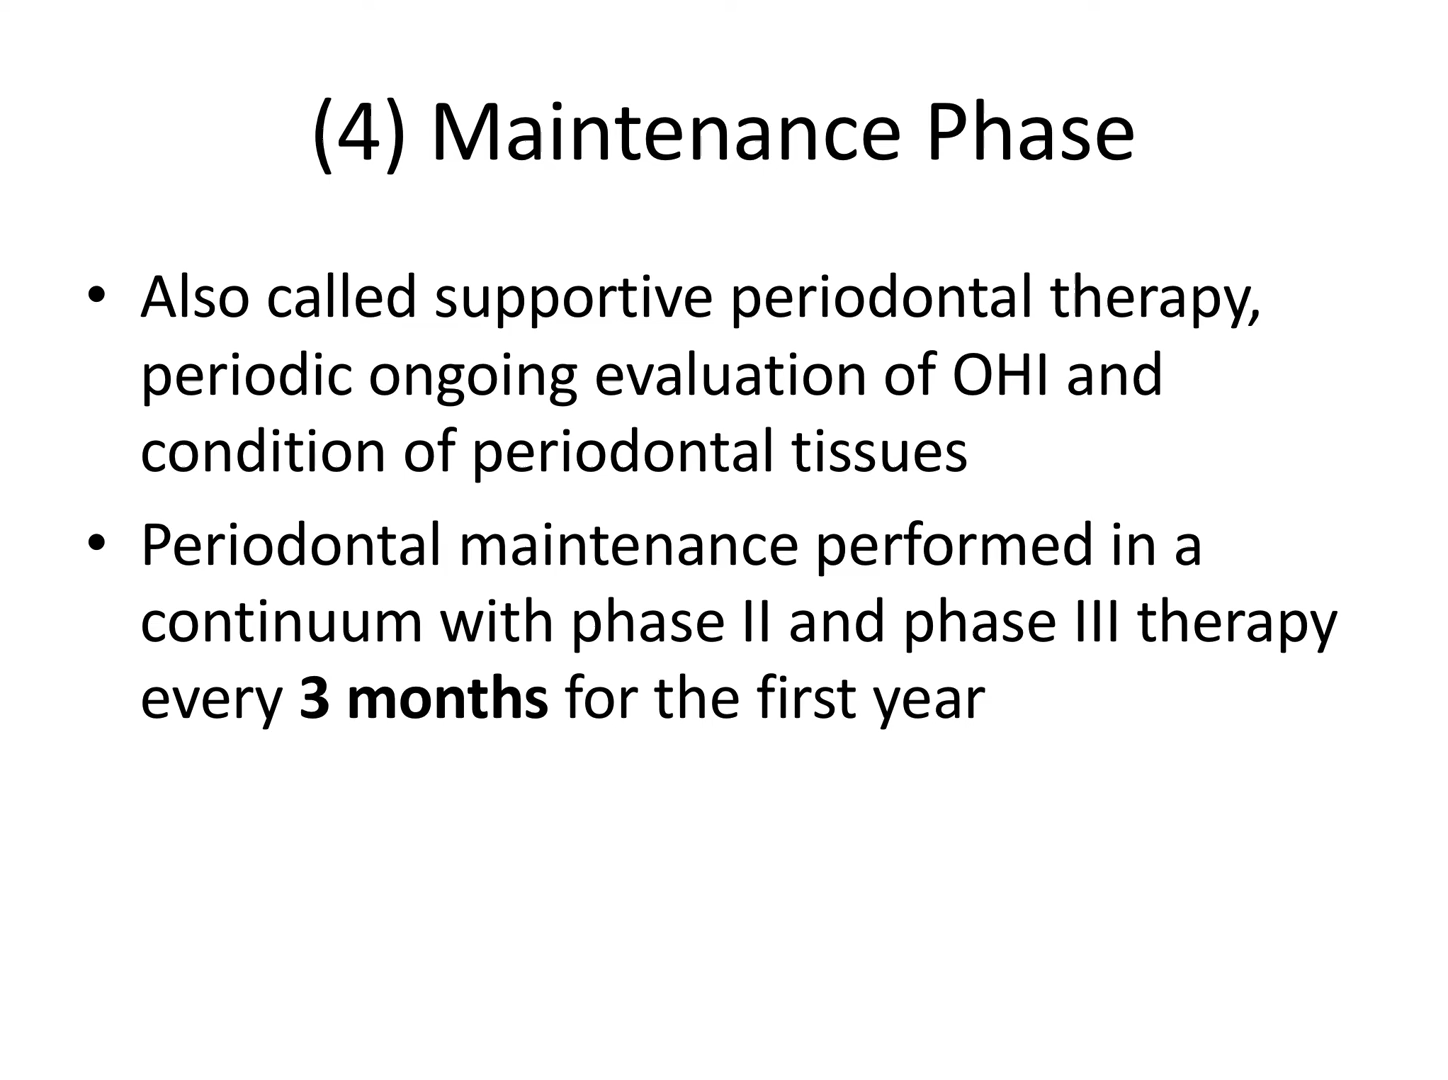 (4) Maintenance Phase
• Also called supportive periodontal therapy,
periodic ongoing evaluation of OHI and
condition of periodontal tissues
• Periodontal maintenance performed in a
continuum with phase II and phase III therapy
every 3 months for the first year